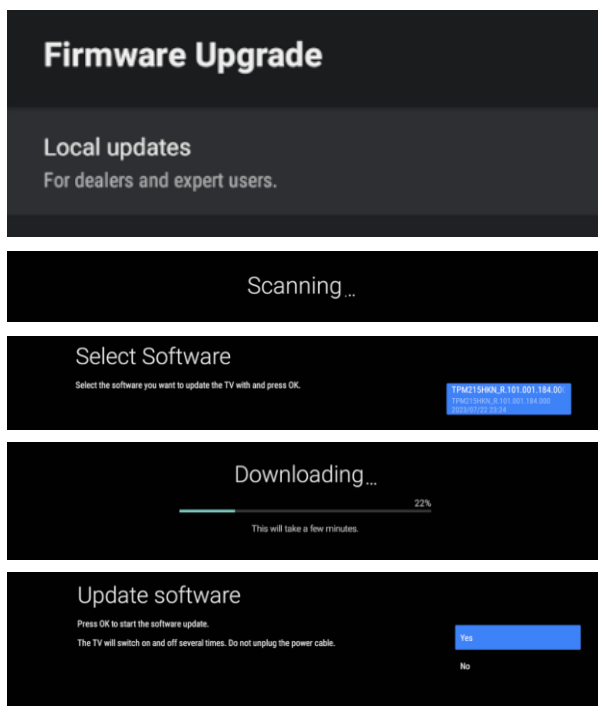 Firmware Upgrade
Local updates
For dealers and expert users.
Scanning...
Select Software
Select the software you want to update the TV with and press OK.
TPM215HKN_R.101.001.184.00
TPM215HKN_R.101.001.184.000
2023/07/22 23:24
Downloading...
22%
This will take a few minutes.
Update software
Press OK to start the software update.
The TV will switch on and off several times. Do not unplug the power cable.
Yes
No